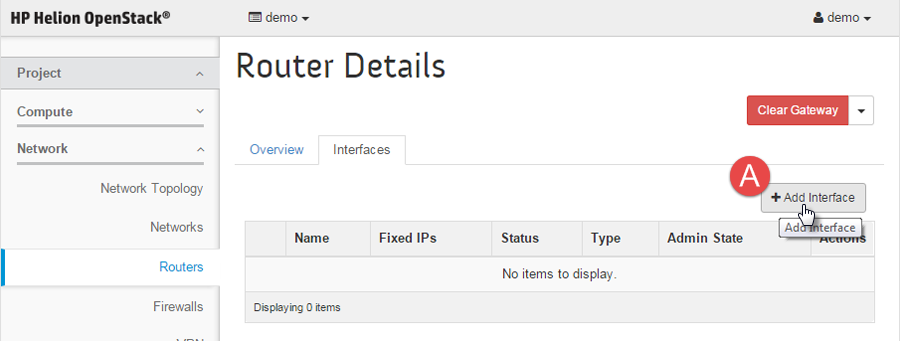 HP Helion OpenStack® demo demo
Project
Router Details
Compute
Clear Gateway
Network
Overview Interfaces
A
Network Topology
+ Add Interface
Networks
Add Interface
Name Fixed IPs Status Type Admin State Actions
Routers
No items to display.
Firewalls
Displaying 0 items